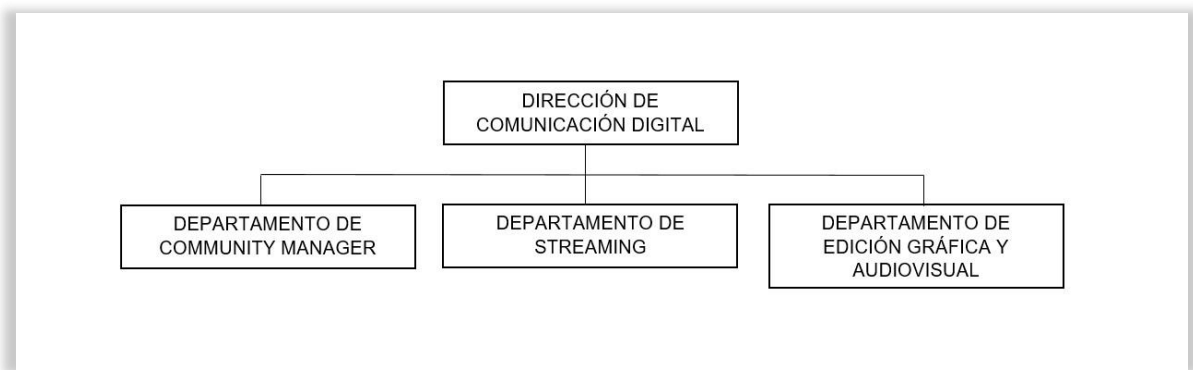 DIRECCIÓN DE
COMUNICACIÓN DIGITAL
DEPARTAMENTO DE
COMMUNITY MANAGER
DEPARTAMENTO DE
STREAMING
DEPARTAMENTO DE
EDICIÓN GRÁFICA Y
AUDIOVISUAL